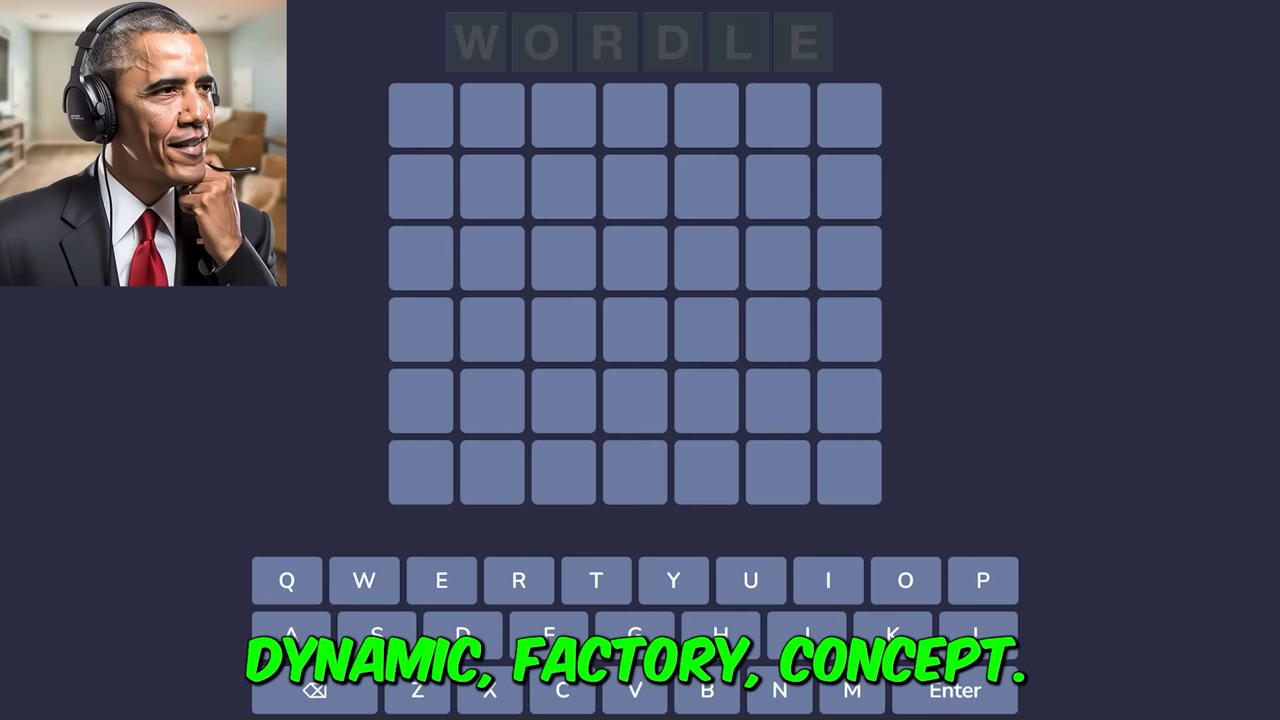 WORDLE
Q W E R T Y U I O P
A S D F G H J K L
DYNAMIC, FACTORY, CONCEPT.
Z X C V B N M Enter